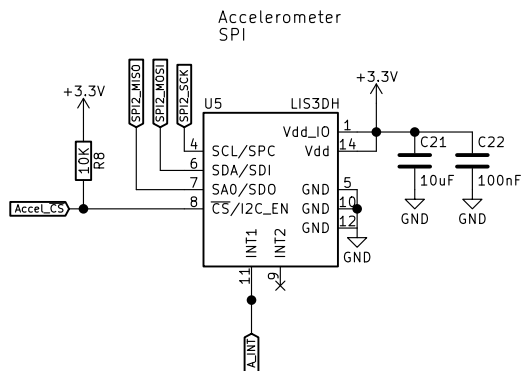 Accelerometer
SPI
+3.3V
SPI2_MISO
SPI2_MOSI
SPI2_SCK
+3.3V
U5
LIS3DH
10K
R8
Accel_CS
4
6
7
8
SCL/SPC
SDA/SDI
SA0/SDO
CS/I2C_EN
Vdd_IO
Vdd
GND
GND
GND
1
14
5
10
12
INT1
INT2
11
9
C21
10uF
C22
100nF
GND
GND
GND
A_INT